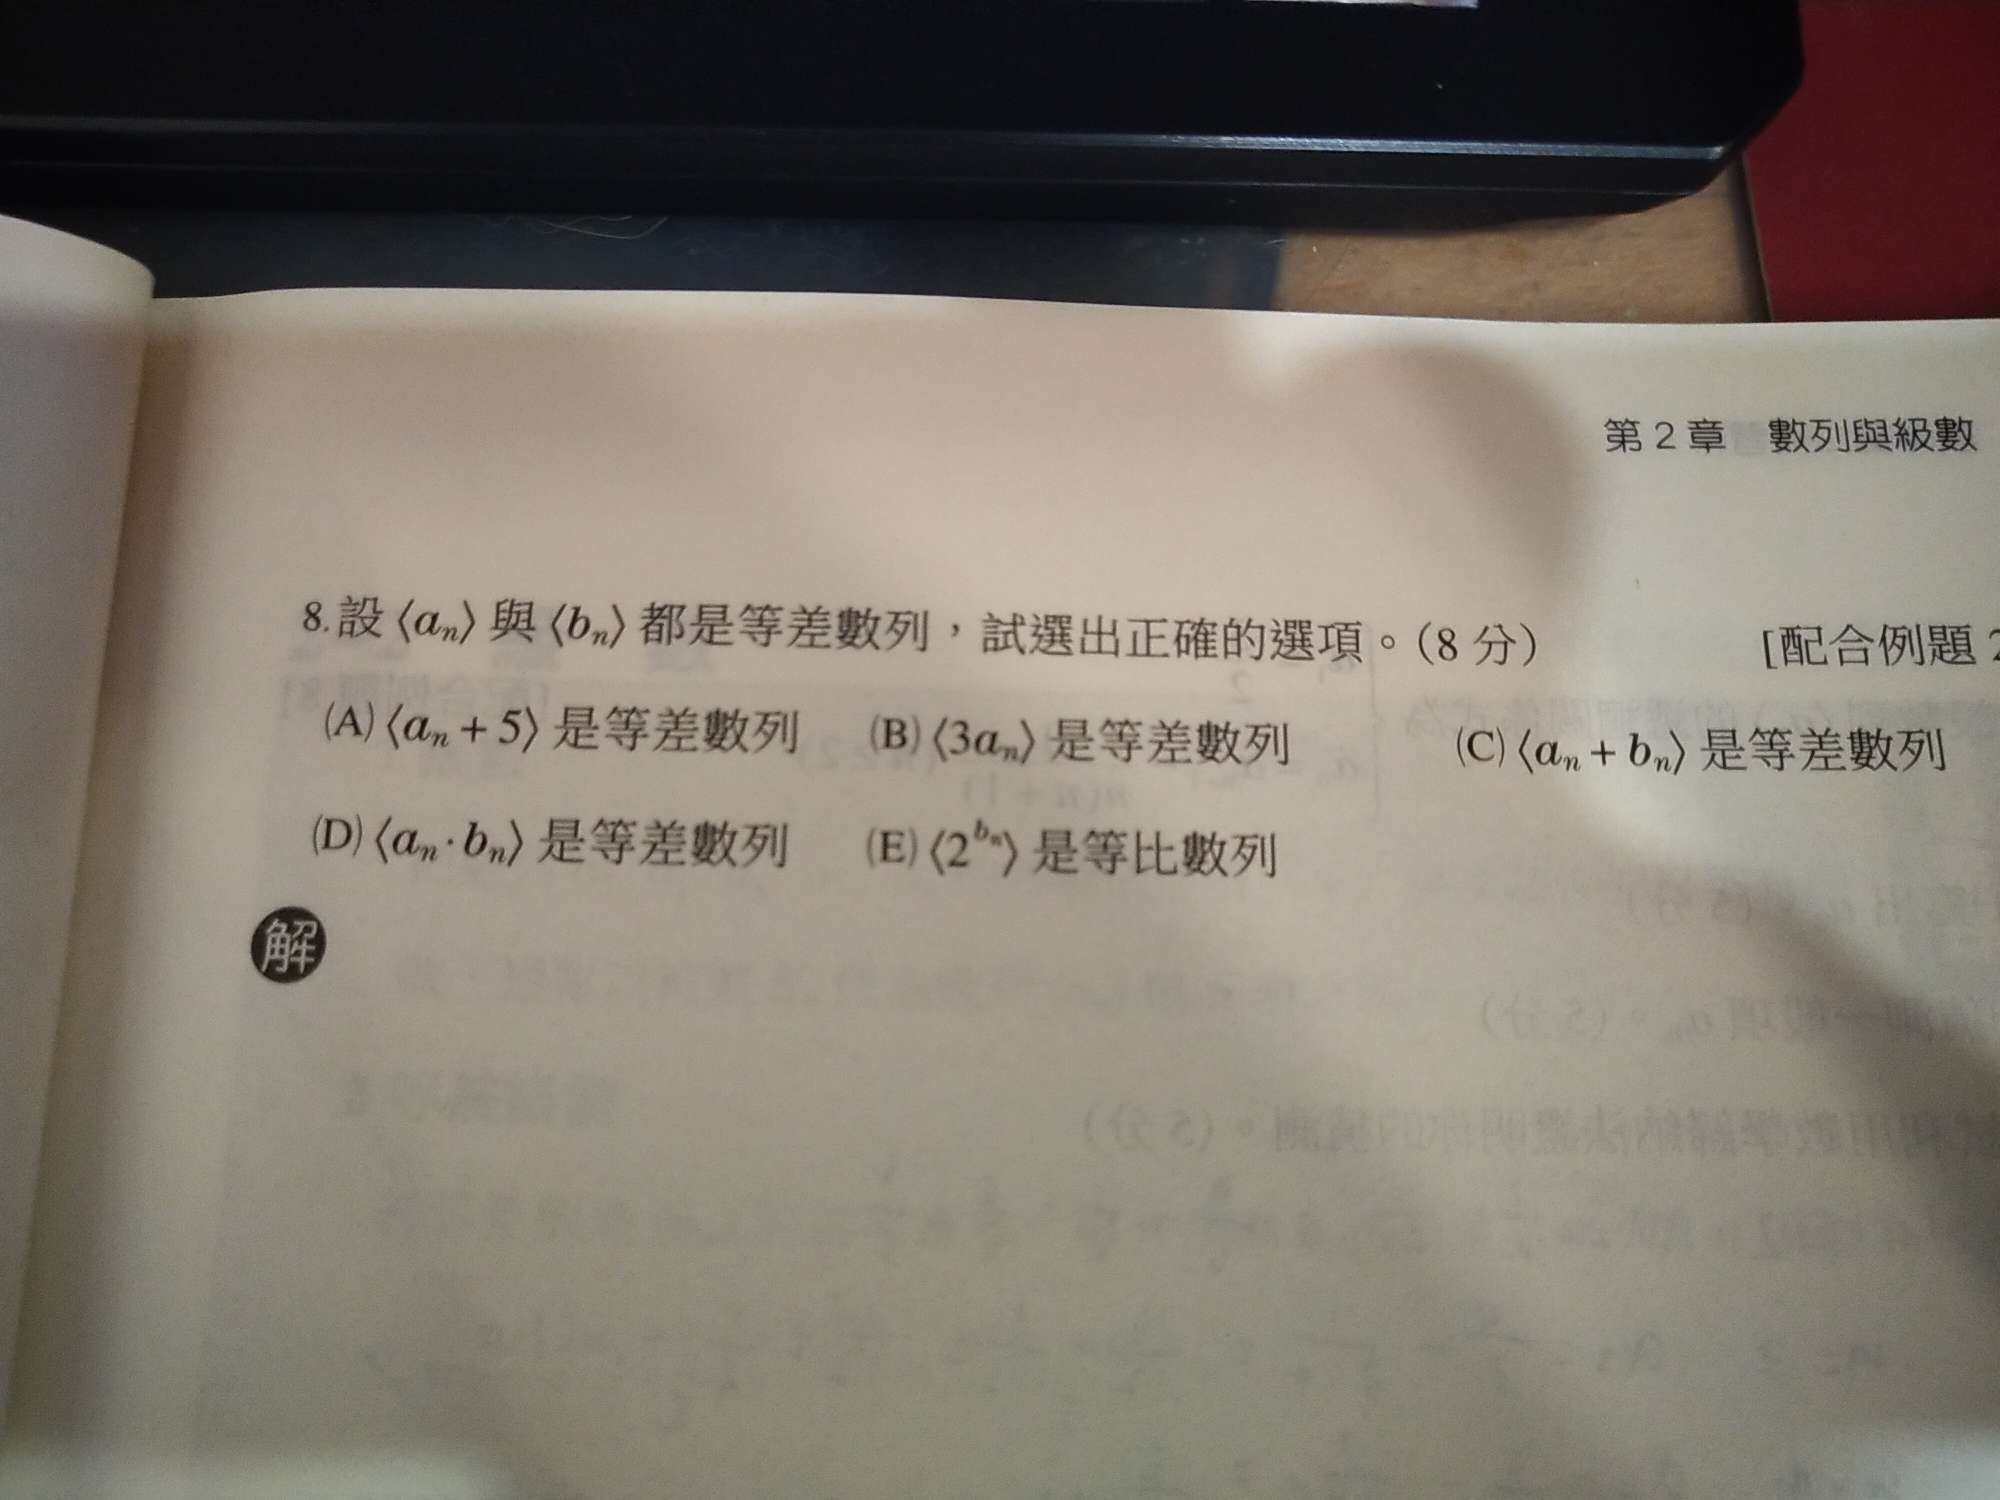 第 2 章　數列與級數
8.設 ⟨aₙ⟩ 與 ⟨bₙ⟩ 都是等差數列，試選出正確的選項。(8 分)　[配合例題 2
(A)⟨aₙ + 5⟩ 是等差數列　(B)⟨3aₙ⟩ 是等差數列　(C)⟨aₙ + bₙ⟩ 是等差數列
(D)⟨aₙ · bₙ⟩ 是等差數列　(E)⟨2^{bₙ}⟩ 是等比數列
解